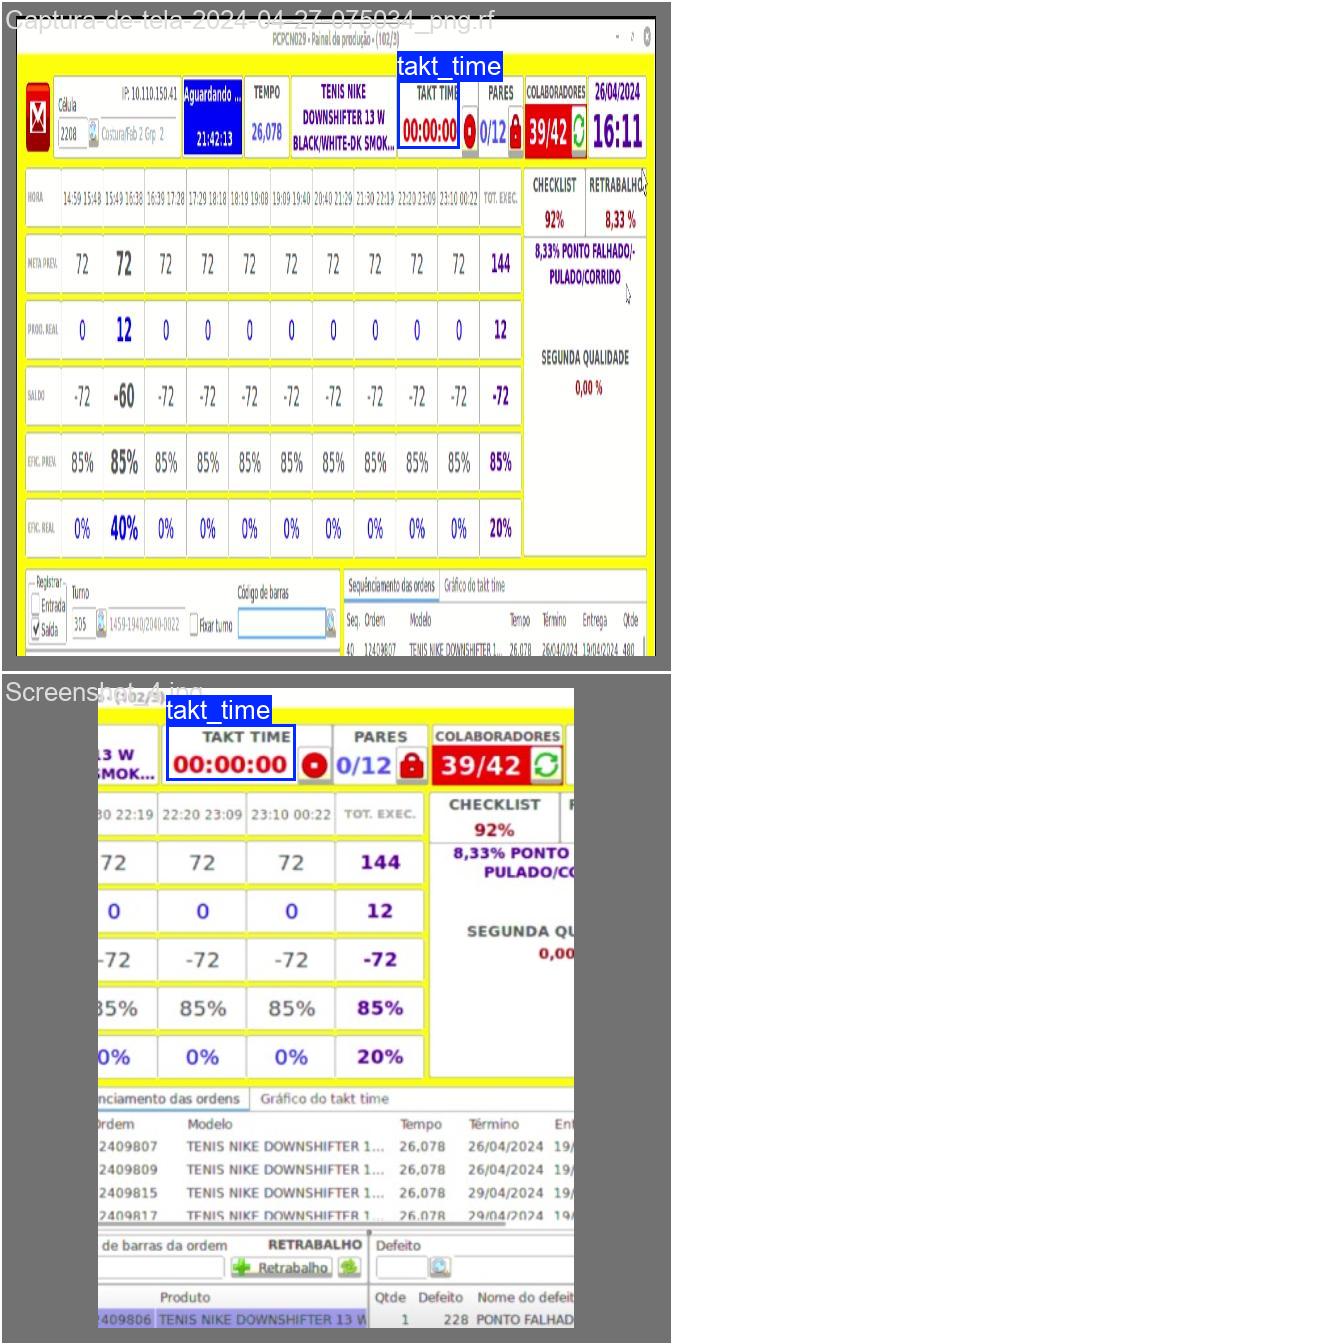 Captura-de-tela-2024-04-27-075034_png.rf
PCPCN029 - Painel de produção - (102/3)
takt_time
Célula
IP: 10.110.150.41
2208
Costura/Fab 2 Grp 2
Aguardando ...
21:42:13
TEMPO
26,078
TENIS NIKE
DOWNSHIFTER 13 W
BLACK/WHITE-DK SMOK...
TAKT TIME
00:00:00
PARES
0/12
COLABORADORES
39/42
26/04/2024
16:11
HORA 14:59 15:48 15:49 16:38 16:39 17:28 17:29 18:18 18:19 19:08 19:09 19:40 20:40 21:29 21:30 22:19 22:20 23:09 23:10 00:22 TOT. EXEC.
META PREV. 72 72 72 72 72 72 72 72 72 72 144
PROD. REAL 0 12 0 0 0 0 0 0 0 0 12
SALDO -72 -60 -72 -72 -72 -72 -72 -72 -72 -72 -72
EFIC. PREV. 85% 85% 85% 85% 85% 85% 85% 85% 85% 85% 85%
EFIC. REAL 0% 40% 0% 0% 0% 0% 0% 0% 0% 0% 20%
CHECKLIST RETRABALHO
92% 8,33 %
8,33% PONTO FALHADO/-
PULADO/CORRIDO
SEGUNDA QUALIDADE
0,00 %
Registrar
Entrada
Saída
Turno
305
1459-1940/2040-0022
Fixar turno
Código de barras
Sequênciamento das ordens Gráfico do takt time
Seq. Ordem Modelo Tempo Término Entrega Qtde
40 12409807 TENIS NIKE DOWNSHIFTER 1... 26,078 26/04/2024 19/04/2024 480
Screenshot_4.jpg
(102/3)
takt_time
13 W
SMOK...
TAKT TIME
00:00:00
PARES
0/12
COLABORADORES
39/42
30 22:19 22:20 23:09 23:10 00:22 TOT. EXEC.
72 72 72 144
0 0 0 12
-72 -72 -72 -72
85% 85% 85% 85%
0% 0% 0% 20%
CHECKLIST
92%
8,33% PONTO
PULADO/CO
SEGUNDA QU
0,00
nciamento das ordens Gráfico do takt time
Ordem Modelo Tempo Término Ent
2409807 TENIS NIKE DOWNSHIFTER 1... 26,078 26/04/2024 19/
2409809 TENIS NIKE DOWNSHIFTER 1... 26,078 26/04/2024 19/
2409815 TENIS NIKE DOWNSHIFTER 1... 26,078 29/04/2024 19/
2409817 TENIS NIKE DOWNSHIFTER 1... 26,078 29/04/2024 19/
de barras da ordem RETRABALHO Defeito
Retrabalho
Produto Qtde Defeito Nome do defeit
2409806 TENIS NIKE DOWNSHIFTER 13 W 1 228 PONTO FALHAD